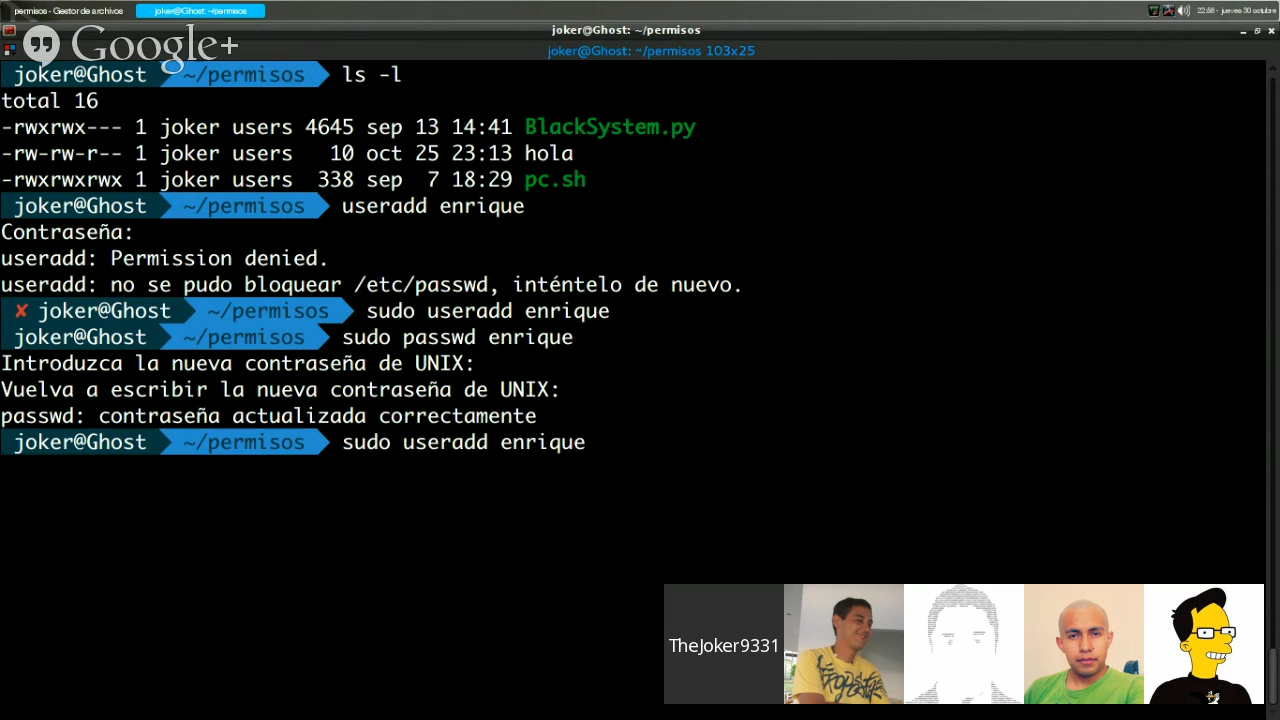 permisos - Gestor de archivos
joker@Ghost:~/permisos
22:56 - jueves 30 octubre
joker@Ghost: ~/permisos
Google+
joker@Ghost: ~/permisos 103x25
joker@Ghost ~/permisos ls -l
total 16
-rwxrwx--- 1 joker users 4645 sep 13 14:41 BlackSystem.py
-rw-rw-r-- 1 joker users 10 oct 25 23:13 hola
-rwxrwxrwx 1 joker users 338 sep 7 18:29 pc.sh
joker@Ghost ~/permisos useradd enrique
Contraseña:
useradd: Permission denied.
useradd: no se pudo bloquear /etc/passwd, inténtelo de nuevo.
✘ joker@Ghost ~/permisos sudo useradd enrique
joker@Ghost ~/permisos sudo passwd enrique
Introduzca la nueva contraseña de UNIX:
Vuelva a escribir la nueva contraseña de UNIX:
passwd: contraseña actualizada correctamente
joker@Ghost ~/permisos sudo useradd enrique
TheJoker9331